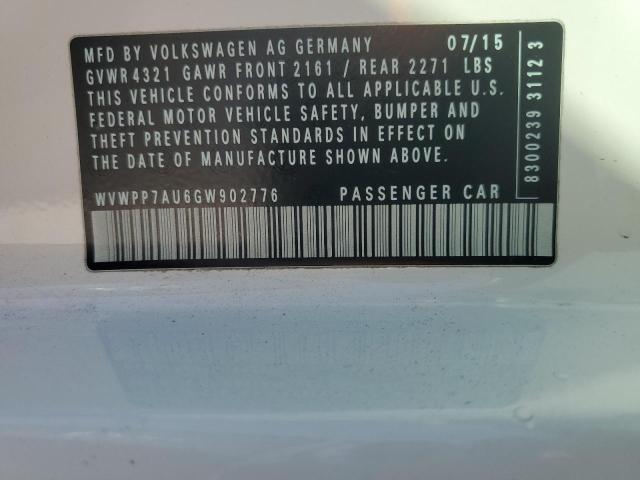 MFD BY VOLKSWAGEN AG GERMANY 07/15
GVWR 4321 GAWR FRONT 2161 / REAR 2271 LBS
THIS VEHICLE CONFORMS TO ALL APPLICABLE U.S.
FEDERAL MOTOR VEHICLE SAFETY, BUMPER AND
THEFT PREVENTION STANDARDS IN EFFECT ON
THE DATE OF MANUFACTURE SHOWN ABOVE.
WVWPP7AU6GW902776 PASSENGER CAR
8300239 3112 3